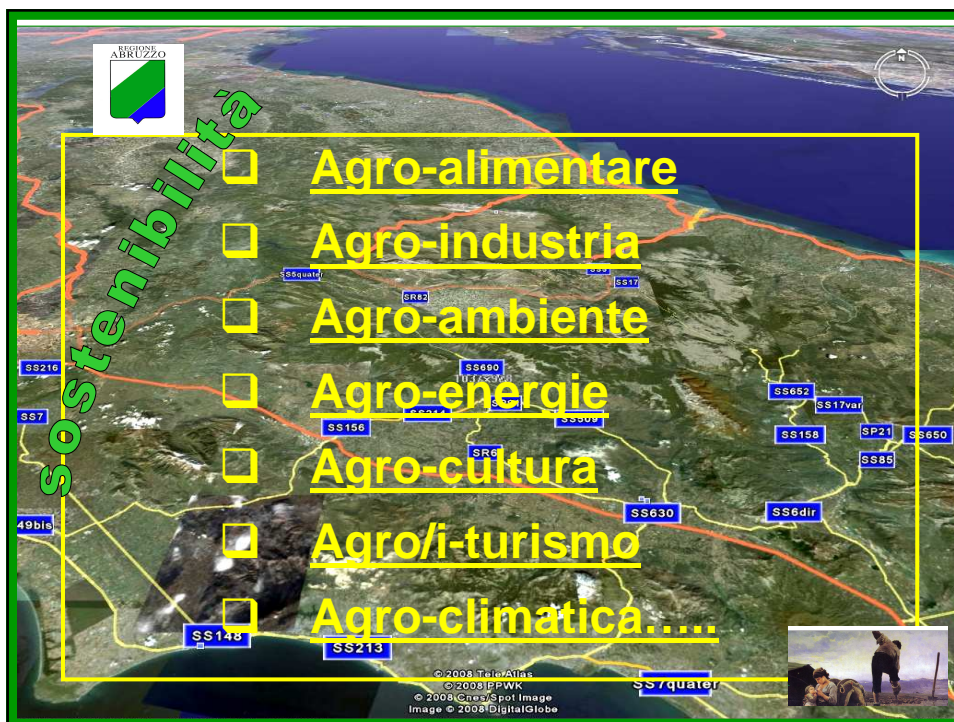 REGIONE
ABRUZZO
sostenibilità
Agro-alimentare
Agro-industria
Agro-ambiente
Agro-energie
Agro-cultura
Agro/i-turismo
Agro-climatica.....
N
SS5quater
SR82
SS17
SS216
SS690
SS7
SS156
SS652
SS17var
SS158
SP21
SS650
SS85
SS509
SR6
49bis
SS630
SS6dir
SS148
SS213
SS7quater
© 2008 Tele Atlas
© 2008 PPWK
© 2008 Cnes/Spot Image
Image © 2008 DigitalGlobe